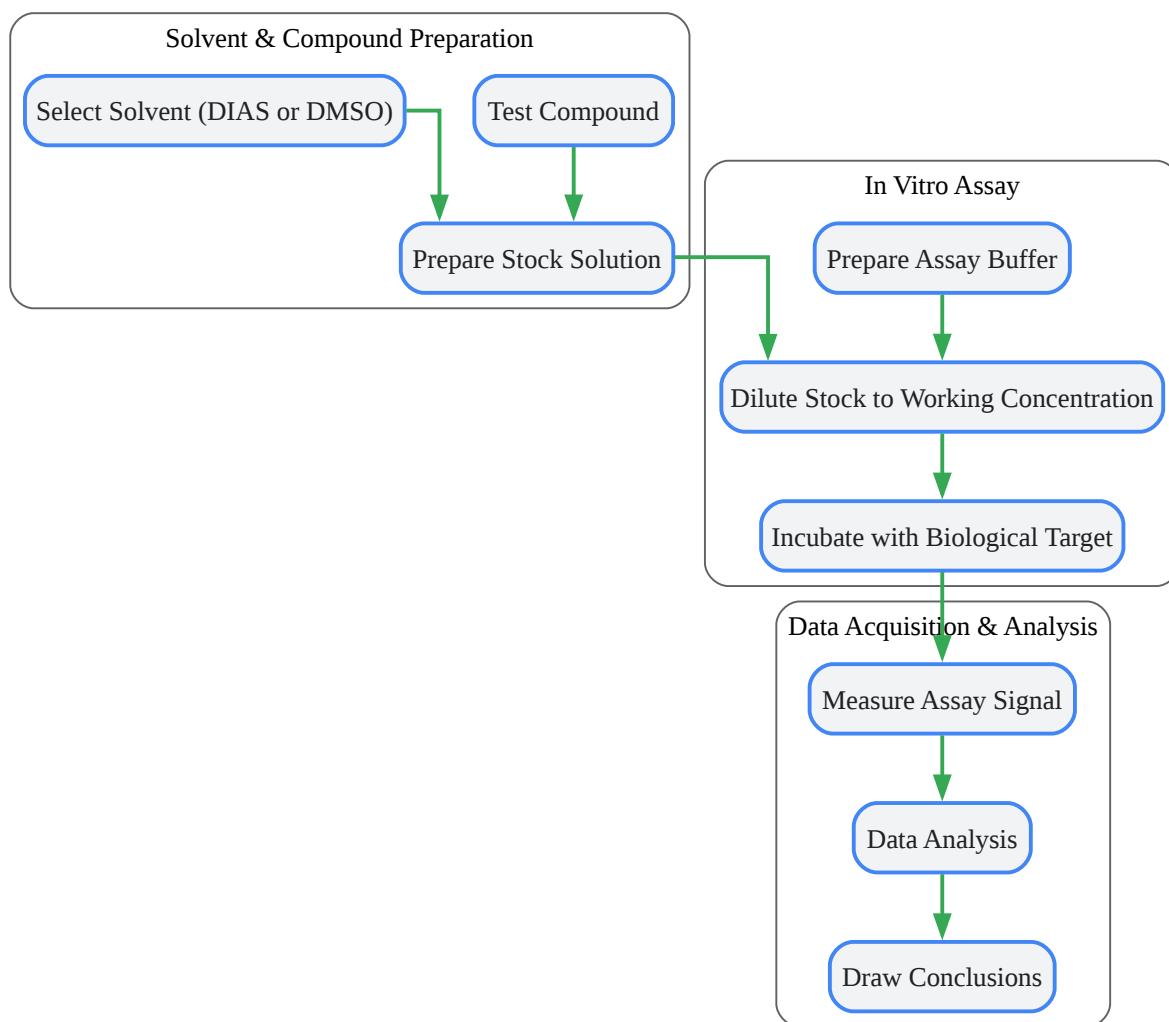 Solvent & Compound Preparation
Select Solvent (DIAS or DMSO)
Test Compound
Prepare Stock Solution
In Vitro Assay
Prepare Assay Buffer
Dilute Stock to Working Concentration
Incubate with Biological Target
Data Acquisition & Analysis
Measure Assay Signal
Data Analysis
Draw Conclusions